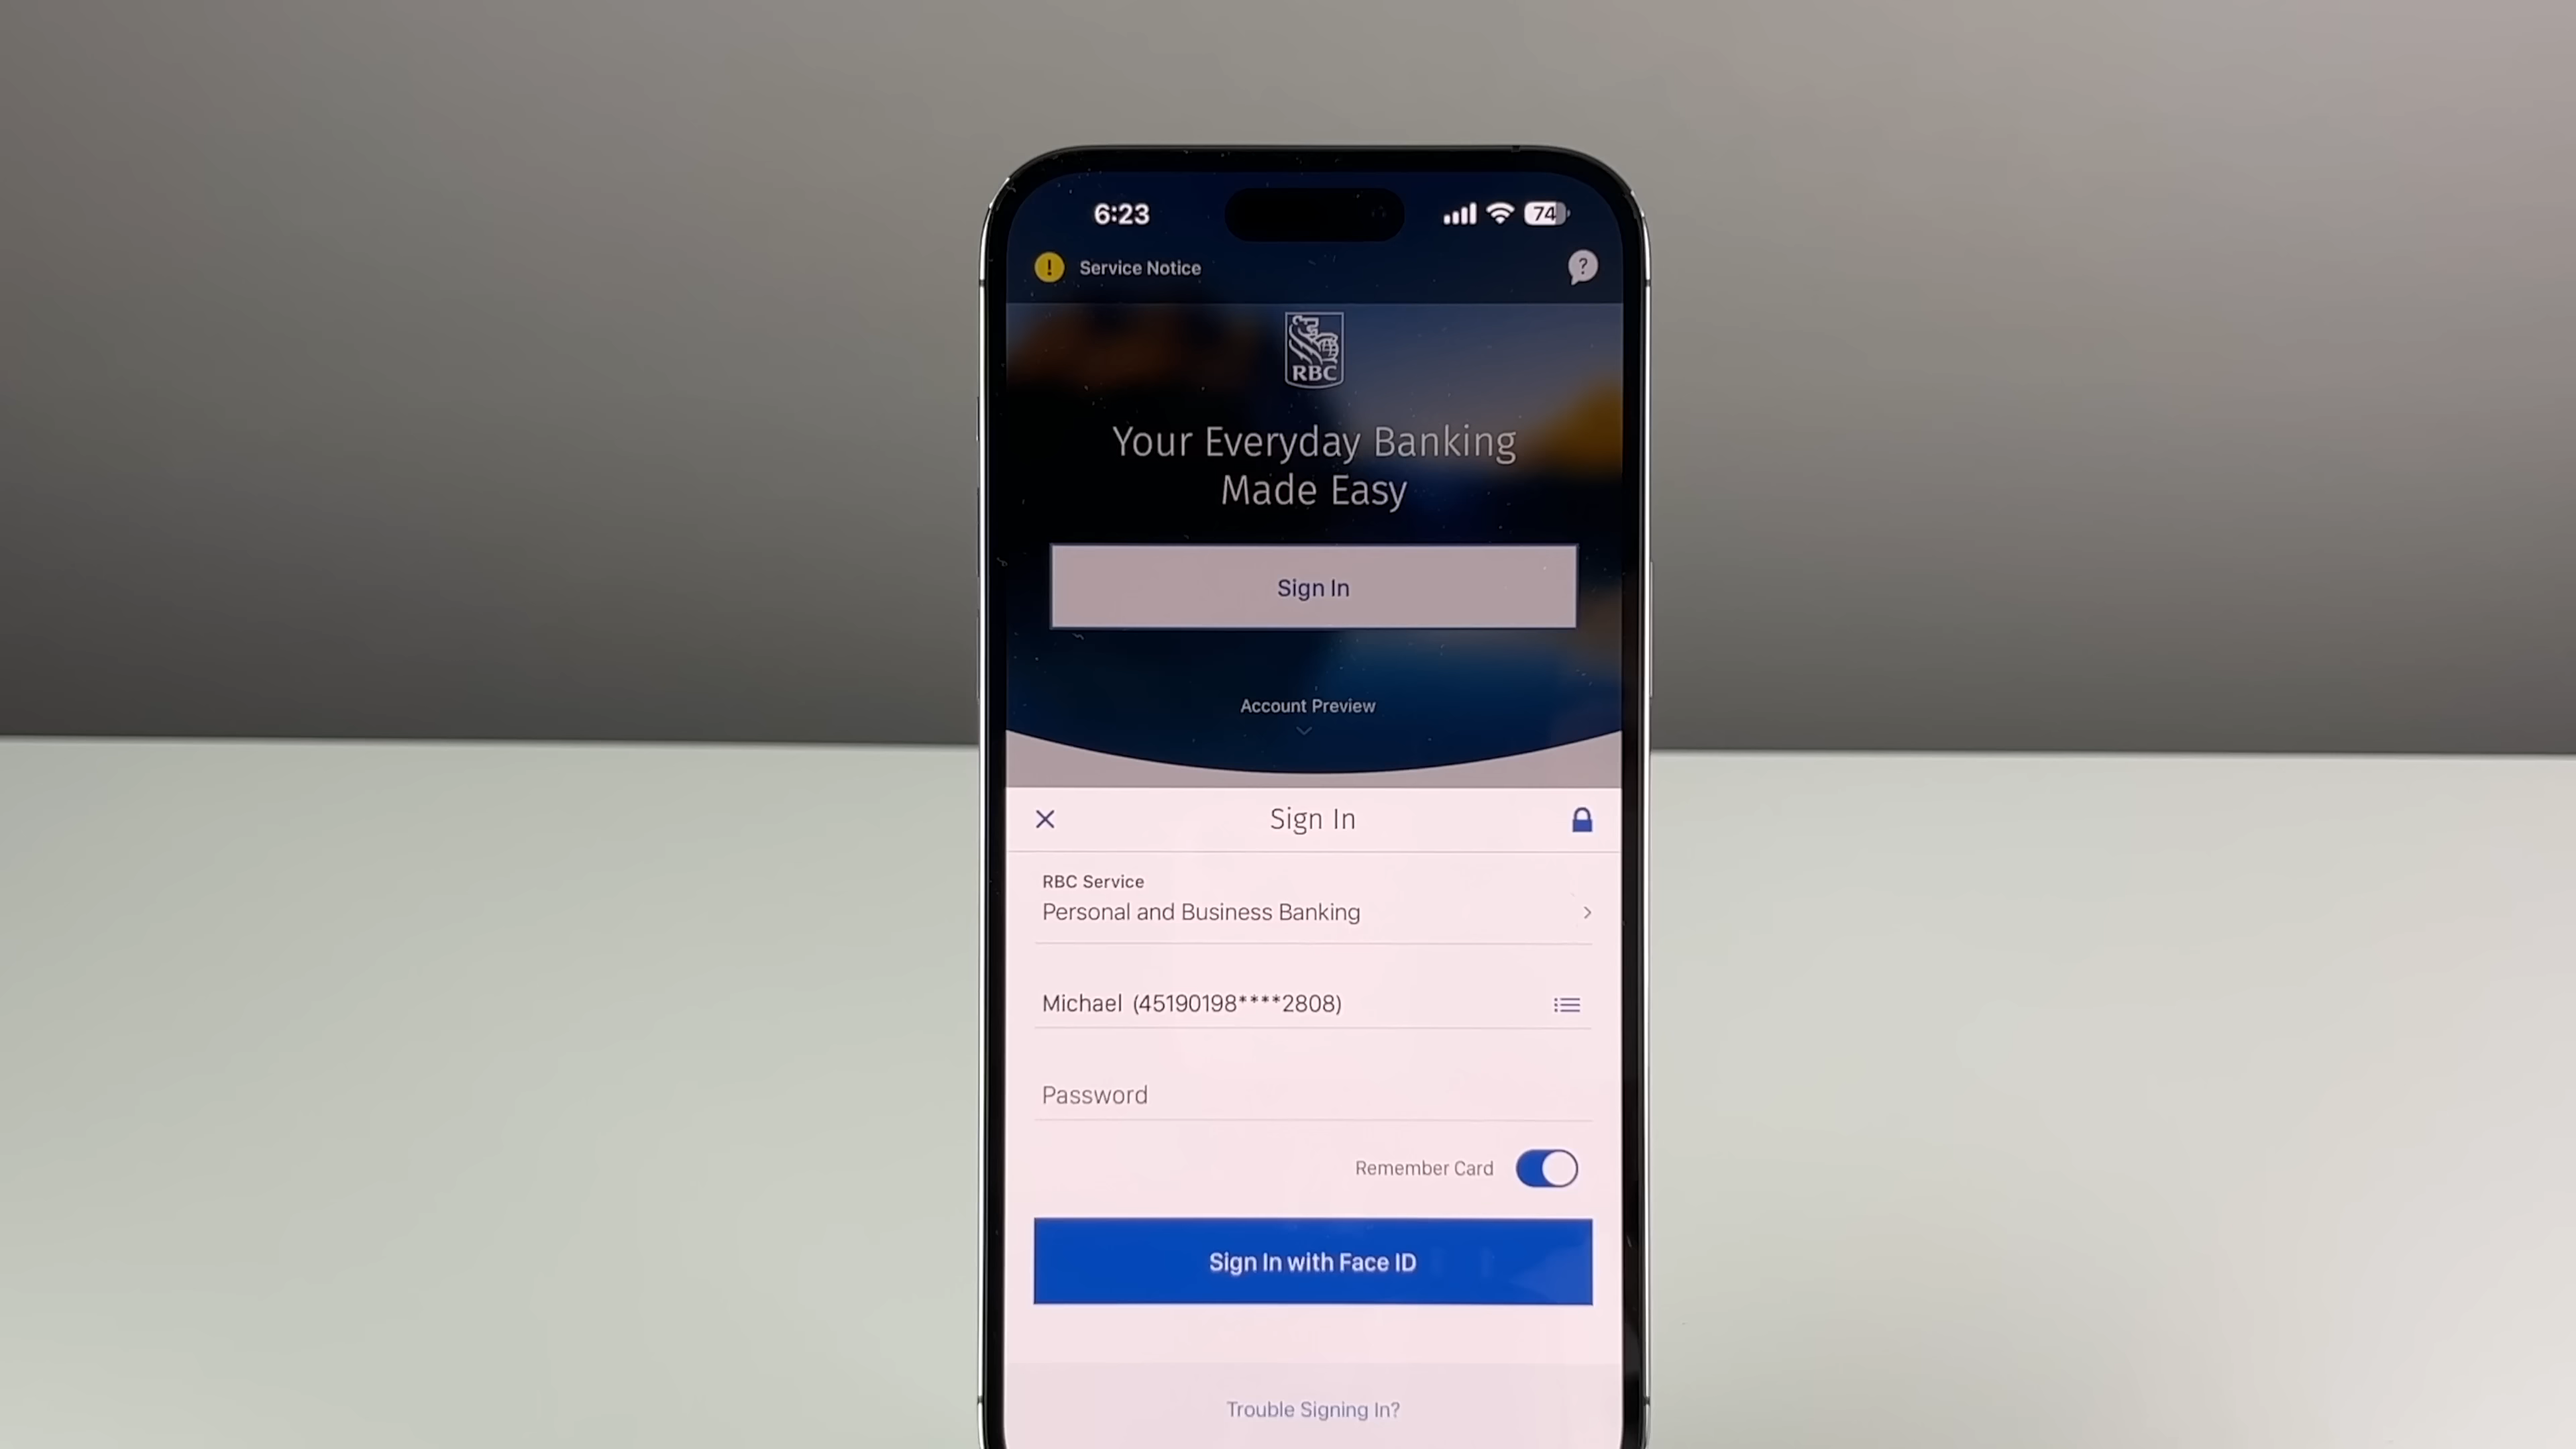 6:23
74
Service Notice
?
RBC
Your Everyday Banking
Made Easy
Sign In
Account Preview
Sign In
RBC Service
Personal and Business Banking
Michael (45190198****2808)
Password
Remember Card
Sign In with Face ID
Trouble Signing In?